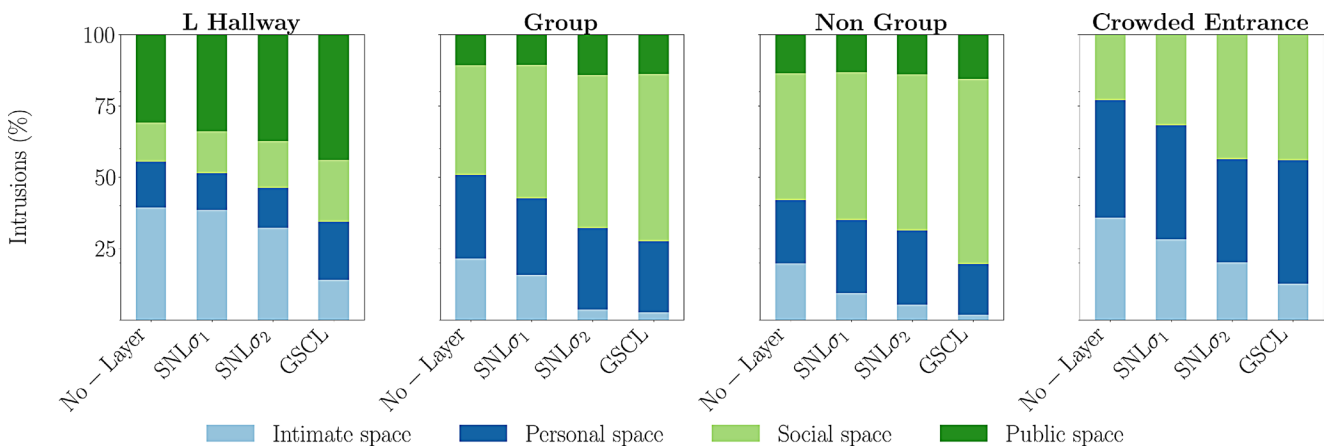 L Hallway
Group
Non Group
Crowded Entrance
Intrusions (%)
100
75
50
25
No – Layer
SNLσ1
SNLσ2
GSCL
No – Layer
SNLσ1
SNLσ2
GSCL
No – Layer
SNLσ1
SNLσ2
GSCL
No – Layer
SNLσ1
SNLσ2
GSCL
Intimate space
Personal space
Social space
Public space